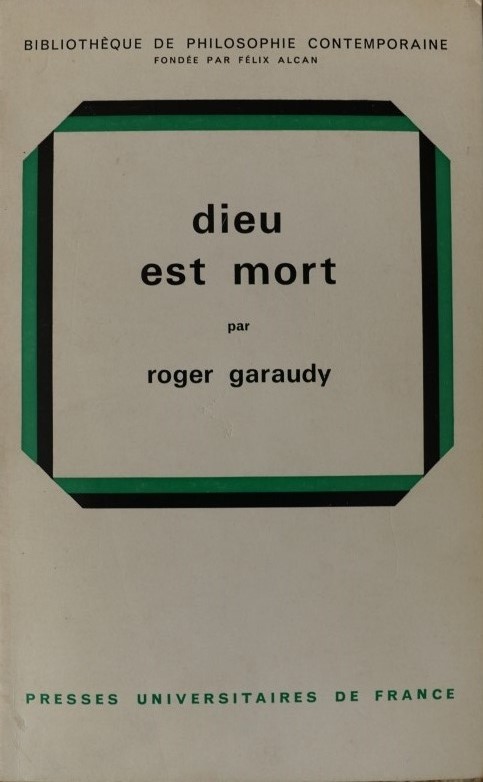 BIBLIOTHÈQUE DE PHILOSOPHIE CONTEMPORAINE
FONDÉE PAR FÉLIX ALCAN
dieu
est mort
par
roger garaudy
PRESSES UNIVERSITAIRES DE FRANCE